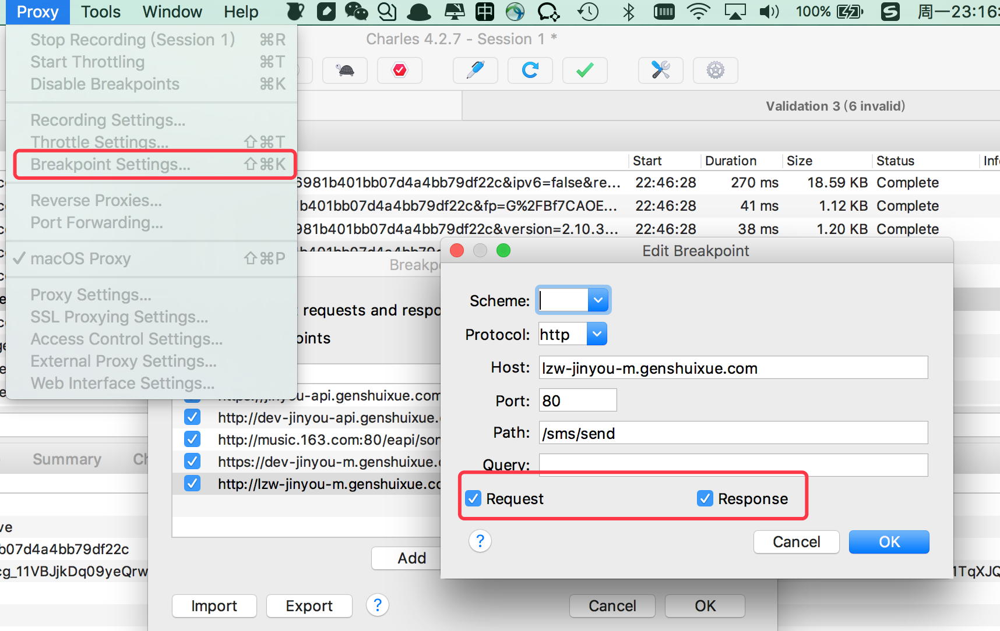 Proxy Tools Window Help 中 100% 周一23:16:
Charles 4.2.7 - Session 1 *
Stop Recording (Session 1) ⌘R
Start Throttling ⌘T
Disable Breakpoints ⌘K
Recording Settings...
Throttle Settings... ⇧⌘T
Breakpoint Settings... ⇧⌘K
Reverse Proxies...
Port Forwarding...
✓ macOS Proxy ⇧⌘P
Proxy Settings...
SSL Proxying Settings...
Access Control Settings...
External Proxy Settings...
Web Interface Settings...
Validation 3 (6 invalid)
Start Duration Size Status Inf
6981b401bb07d4a4bb79df22c&ipv6=false&re... 22:46:28 270 ms 18.59 KB Complete
b401bb07d4a4bb79df22c&fp=G%2FBf7CAOE... 22:46:28 41 ms 1.12 KB Complete
981b401bb07d4a4bb79df22c&version=2.10.3... 22:46:28 38 ms 1.20 KB Complete
Breakp
requests and respo
oints
https://jinyou-api.genshuixue.com
http://dev-jinyou-api.genshuixue.
http://music.163.com:80/eapi/son
https://dev-jinyou-m.genshuixue.
http://lzw-jinyou-m.genshuixue.co
Add
Import Export ? Cancel OK
Edit Breakpoint
Scheme:
Protocol: http
Host: lzw-jinyou-m.genshuixue.com
Port: 80
Path: /sms/send
Query:
Request Response
? Cancel OK
Summary Ch
ve
b07d4a4bb79df22c
cg_11VBJjkDq09yeQrw
1TqXJQ